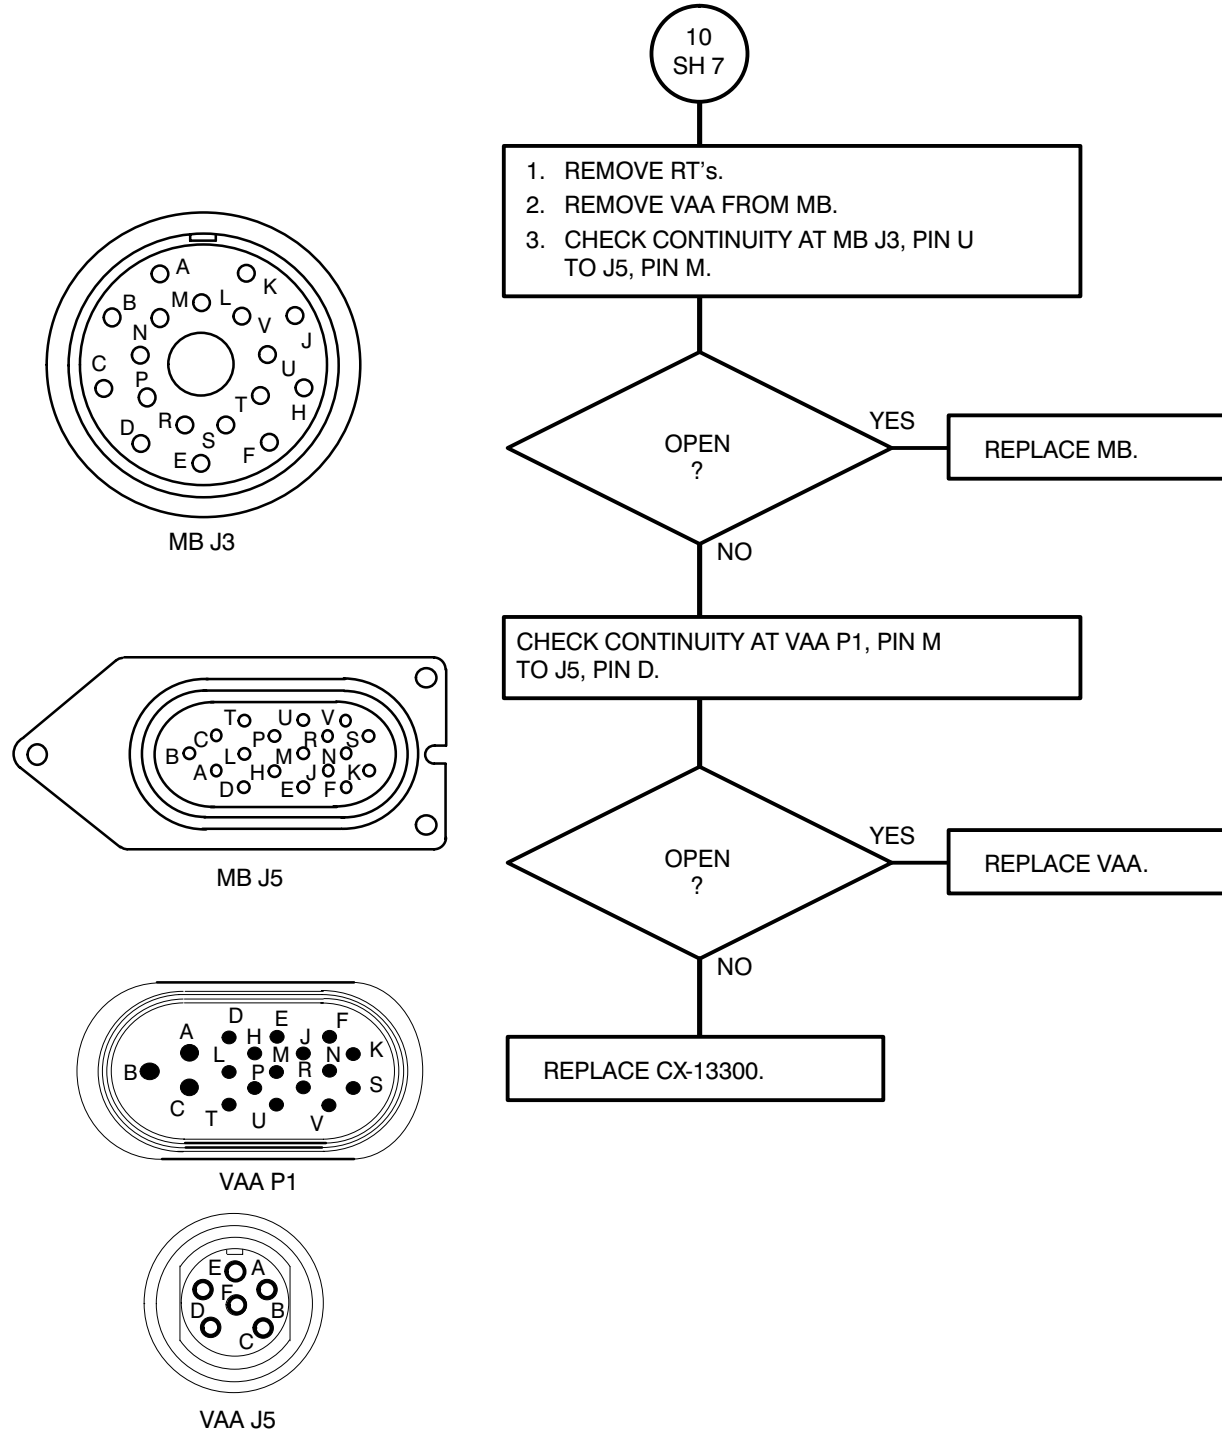 10
SH 7
1. REMOVE RT's.
2. REMOVE VAA FROM MB.
3. CHECK CONTINUITY AT MB J3, PIN U
TO J5, PIN M.
OPEN
?
YES
REPLACE MB.
NO
CHECK CONTINUITY AT VAA P1, PIN M
TO J5, PIN D.
OPEN
?
YES
REPLACE VAA.
NO
REPLACE CX-13300.
A
K
B
M
L
N
V
J
C
P
U
T
H
D
R
S
E
F
MB J3
T
U
V
C
P
R
S
B
L
M
N
A
H
J
K
D
E
F
MB J5
D
E
F
A
H
J
L
M
N
K
B
P
R
S
C
T
U
V
VAA P1
E
A
F
D
B
C
VAA J5